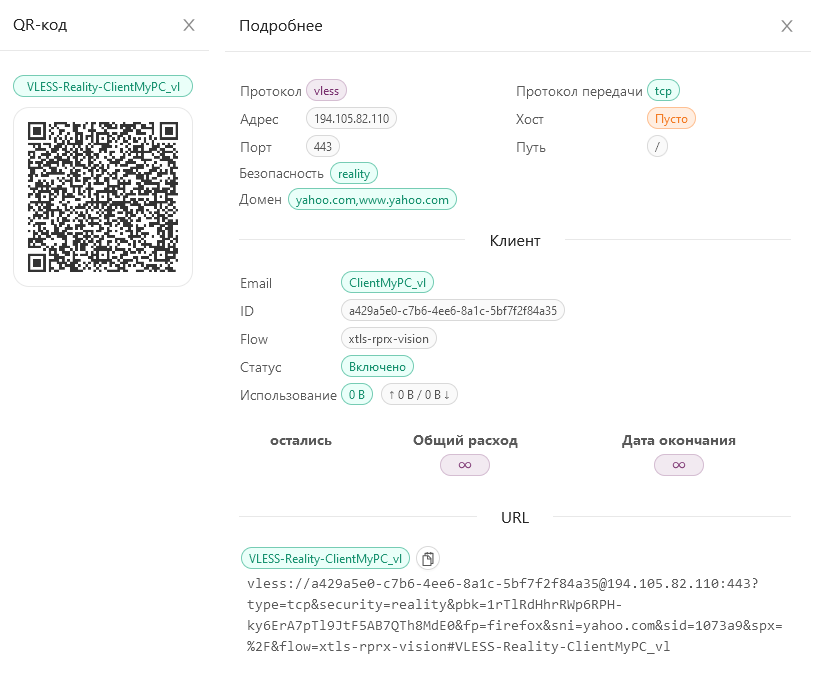 QR-код
VLESS-Reality-ClientMyPC_vl
Подробнее
Протокол vless
Протокол передачи tcp
Адрес 194.105.82.110
Хост Пусто
Порт 443
Путь /
Безопасность reality
Домен yahoo.com,www.yahoo.com
Клиент
Email ClientMyPC_vl
ID a429a5e0-c7b6-4ee6-8a1c-5bf7f2f84a35
Flow xtls-rprx-vision
Статус Включено
Использование 0 B ↑ 0 B / 0 B ↓
остались Общий расход Дата окончания
∞ ∞
URL
VLESS-Reality-ClientMyPC_vl
vless://a429a5e0-c7b6-4ee6-8a1c-5bf7f2f84a35@194.105.82.110:443?
type=tcp&security=reality&pbk=1rTlRdHhrRWp6RPH-
ky6ErA7pTl9JtF5AB7QTh8MdE0&fp=firefox&sni=yahoo.com&sid=1073a9&spx=
%2F&flow=xtls-rprx-vision#VLESS-Reality-ClientMyPC_vl